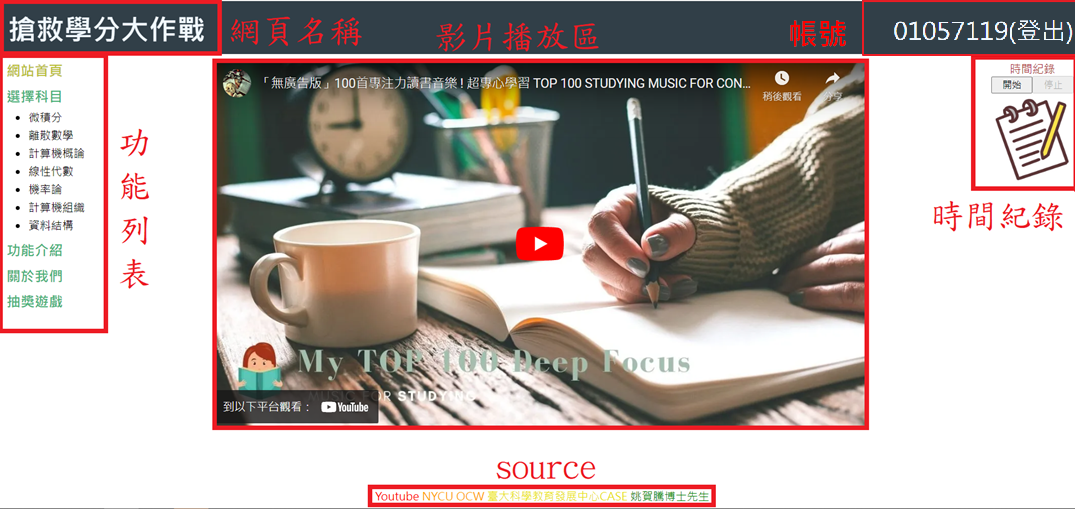 搶救學分大作戰
網頁名稱
影片播放區
帳號
01057119(登出)
網站首頁
選擇科目
微積分
離散數學
計算機概論
線性代數
機率論
計算機組織
資料結構
功能介紹
關於我們
抽獎遊戲
功能列表
「無廣告版」100首專注力讀書音樂 ! 超專心學習 TOP 100 STUDYING MUSIC FOR CON...
稍後觀看
分享
My TOP 100 Deep Focus
MUSIC FOR STUDYING
到以下平台觀看： YouTube
時間紀錄
開始 停止
時間紀錄
source
Youtube NYCU OCW 臺大科學教育發展中心CASE 姚賀騰博士先生